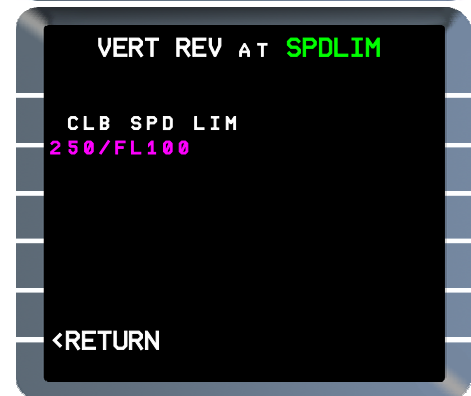 VERT REV AT SPDLIM
CLB SPD LIM
250/FL100
<RETURN